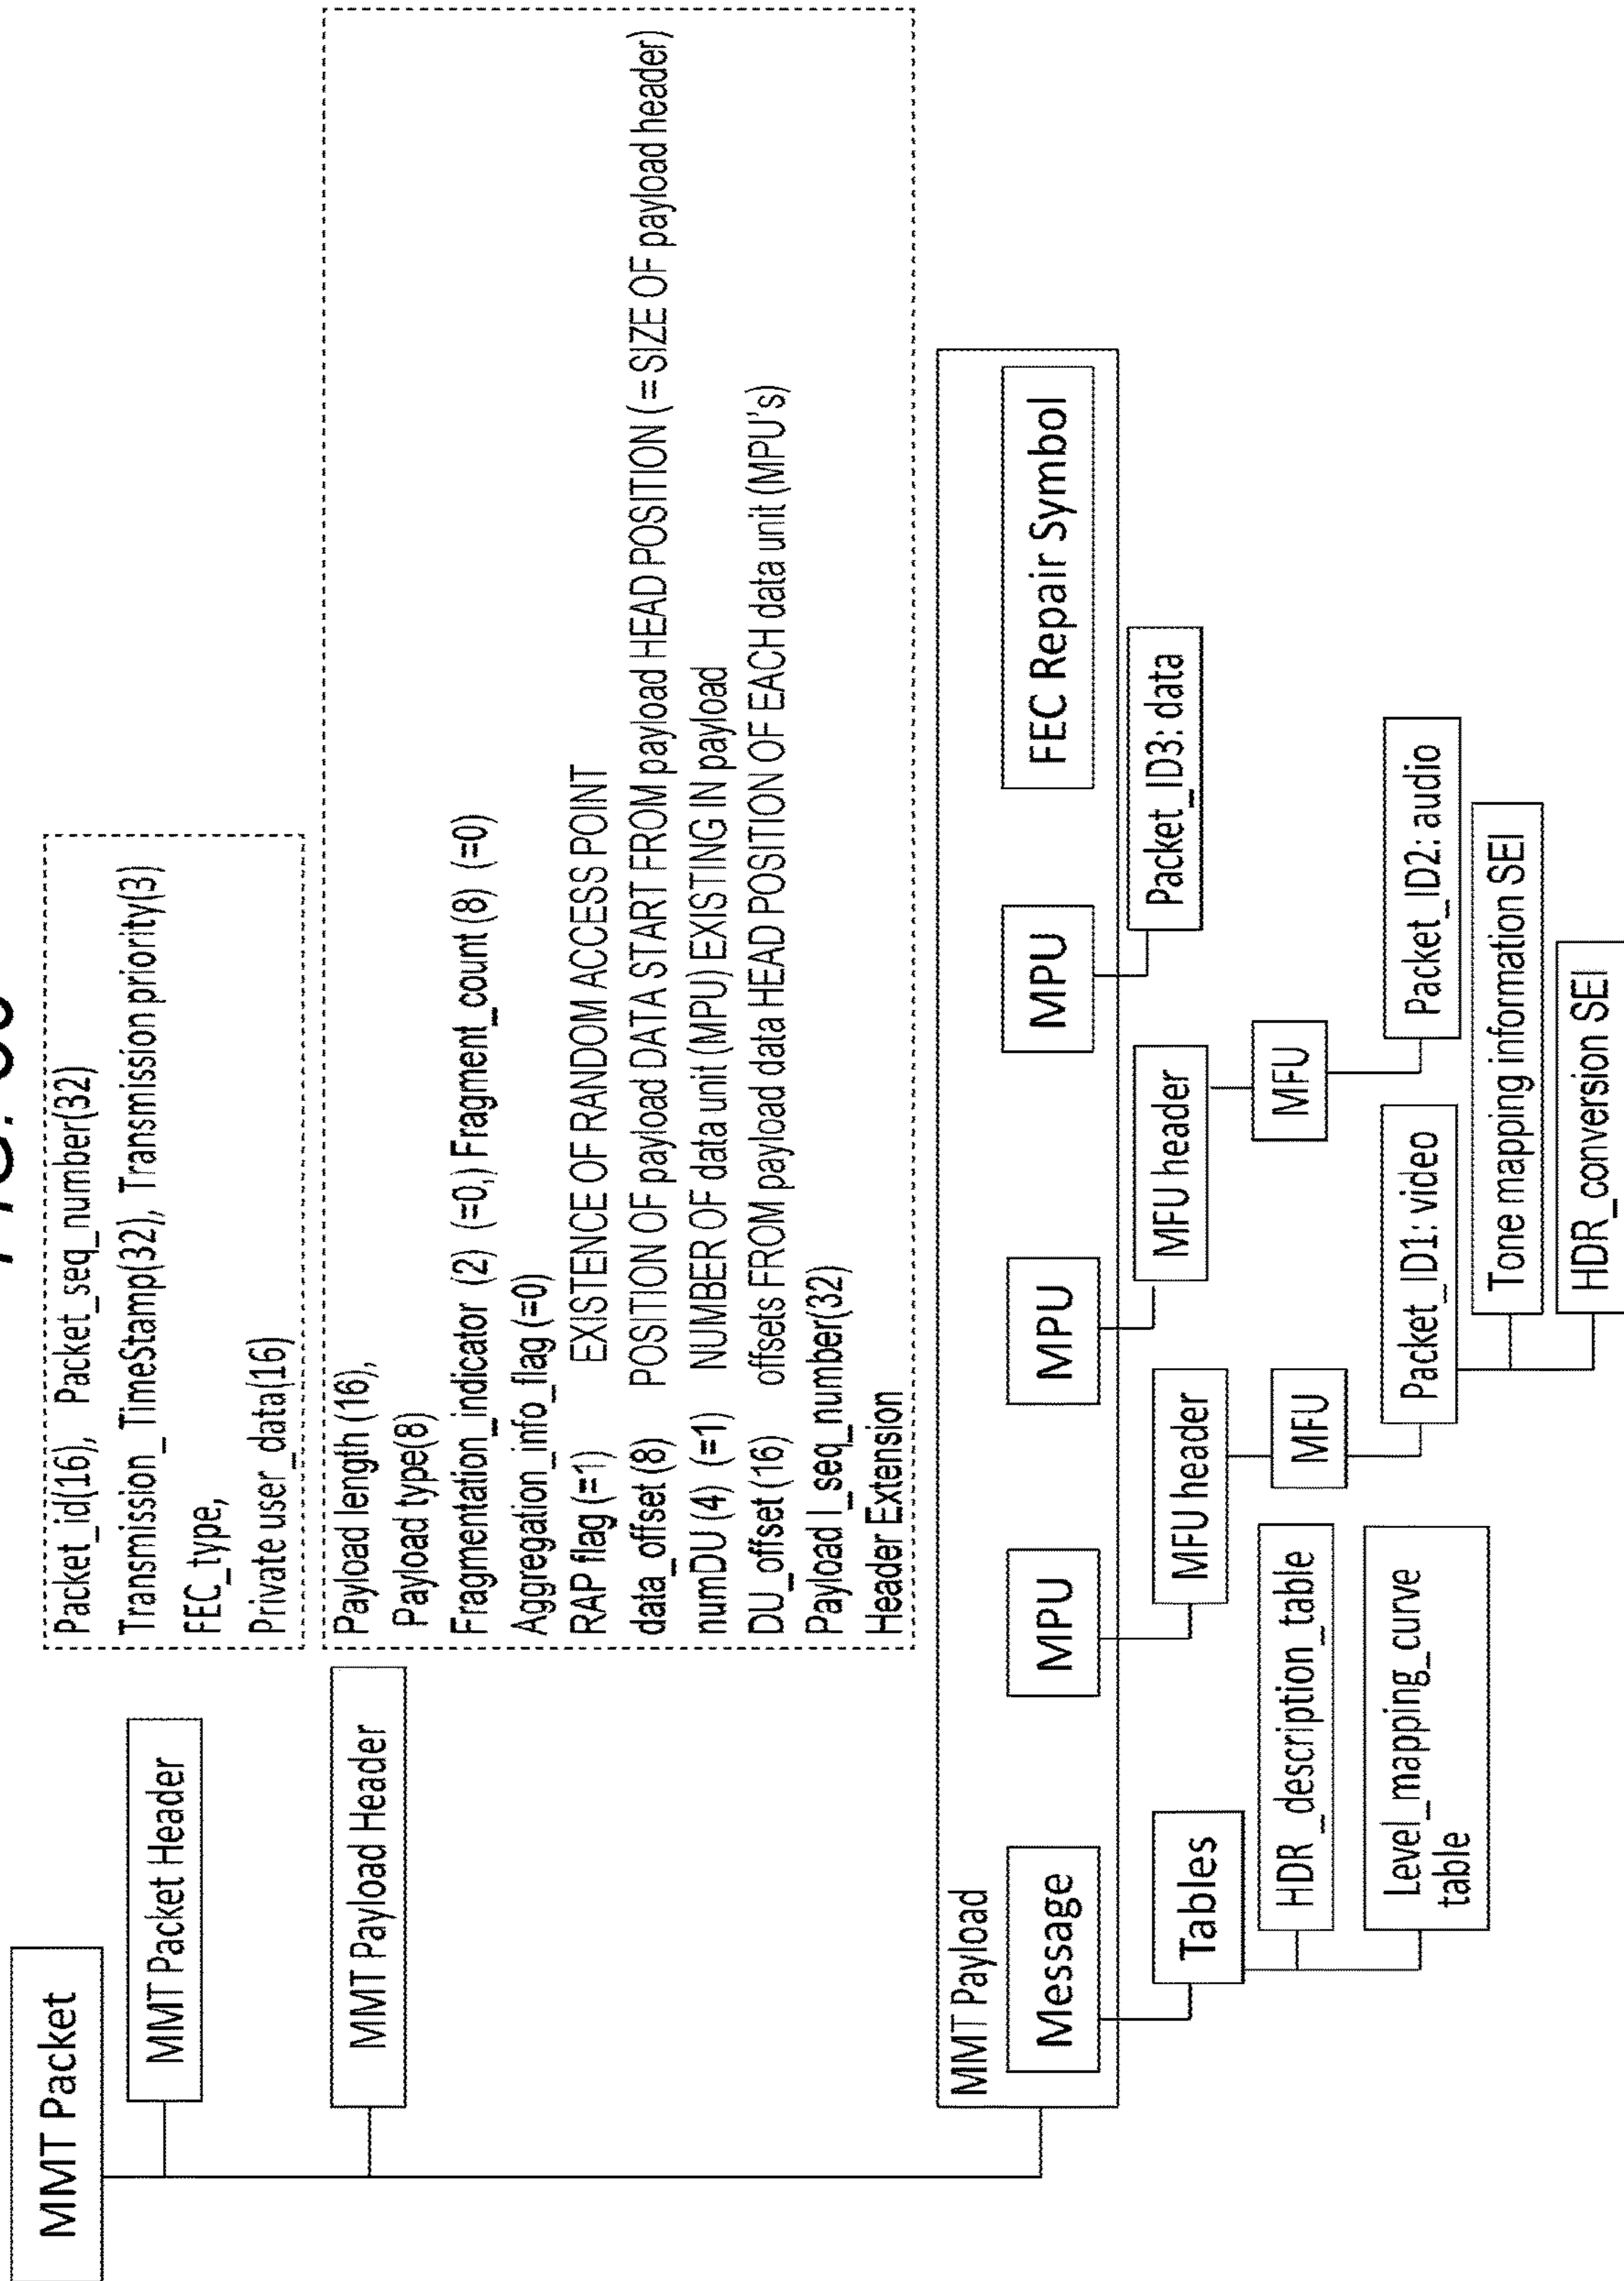 MMT Packet
MMT Packet Header
Packet_id(16), Packet_seq_number(32)
Transmission_TimeStamp(32), Transmission priority(3)
FEC_type,
Private user_data(16)
MMT Payload Header
Payload length (16),
Payload type(8)
Fragmentation_indicator (2) (=0,) Fragment_count (8) (=0)
Aggregation_info_flag (=0)
RAP flag (=1) EXISTENCE OF RANDOM ACCESS POINT
data_offset (8) POSITION OF payload DATA START FROM payload HEAD POSITION ( = SIZE OF payload header)
numDU (4) (=1) NUMBER OF data unit (MPU) EXISTING IN payload
DU_offset (16) offsets FROM payload data HEAD POSITION OF EACH data unit (MPU's)
Payload l_seq_number(32)
Header Extension
MMT Payload
Message
MPU
MPU
MPU
FEC Repair Symbol
Tables
MFU header
MFU header
Packet_ID3: data
HDR_description_table
MFU
MFU
Level_mapping_curve_
table
Packet_ID1: video
Packet_ID2: audio
Tone mapping information SEI
HDR_conversion SEI